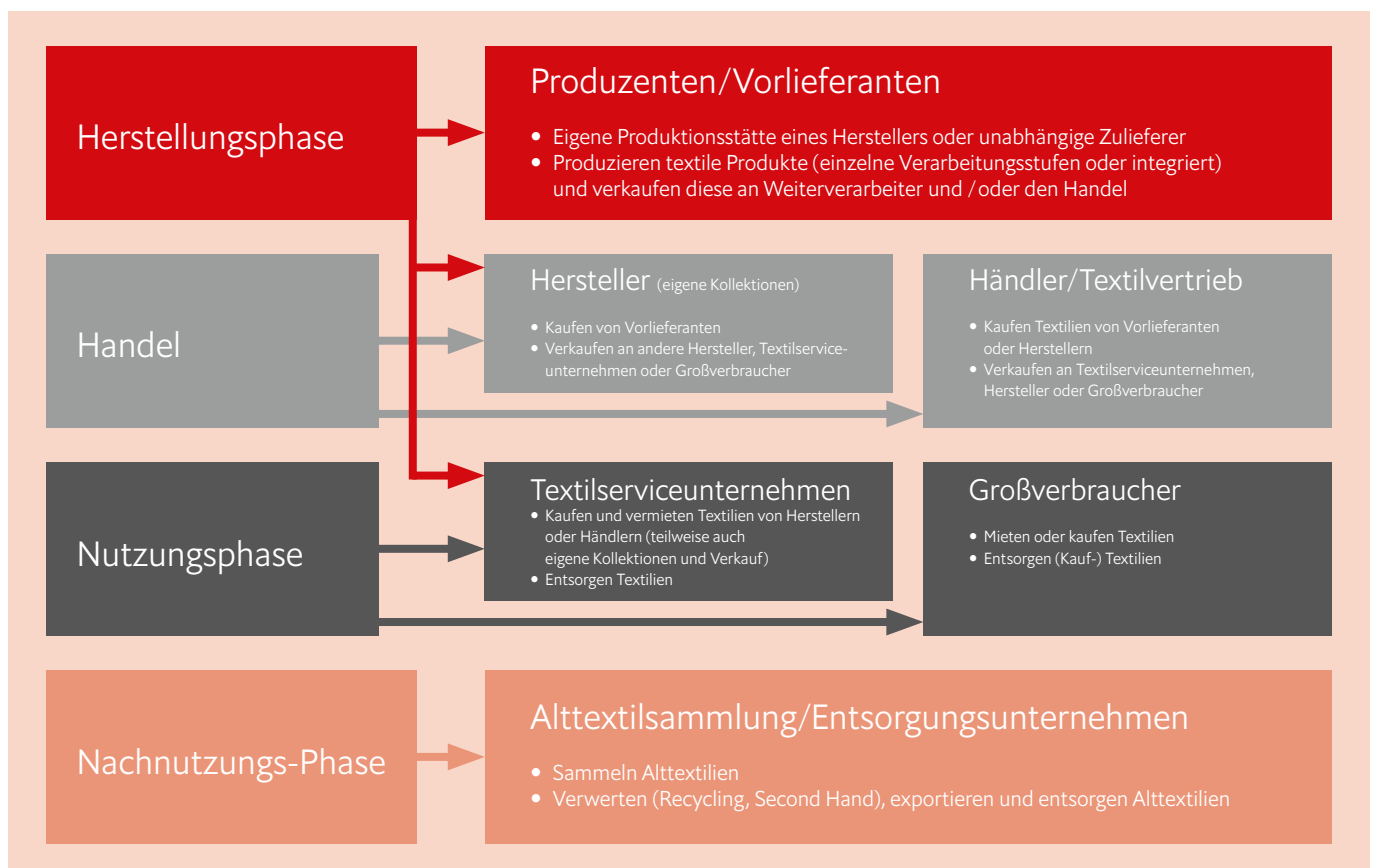 Herstellungsphase
Produzenten/Vorlieferanten
• Eigene Produktionsstätte eines Herstellers oder unabhängige Zulieferer
• Produzieren textile Produkte (einzelne Verarbeitungsstufen oder integriert)
und verkaufen diese an Weiterverarbeiter und /oder den Handel
Handel
Hersteller (eigene Kollektionen)
• Kaufen von Vorlieferanten
• Verkaufen an andere Hersteller, Textilservice-
unternehmen oder Großverbraucher
Händler/Textilvertrieb
• Kaufen Textilien von Vorlieferanten
oder Herstellern
• Verkaufen an Textilserviceunternehmen,
Hersteller oder Großverbraucher
Nutzungsphase
Textilserviceunternehmen
• Kaufen und vermieten Textilien von Herstellern
oder Händlern (teilweise auch
eigene Kollektionen und Verkauf)
• Entsorgen Textilien
Großverbraucher
• Mieten oder kaufen Textilien
• Entsorgen (Kauf-) Textilien
Nachnutzungs-Phase
Alttextilsammlung/Entsorgungsunternehmen
• Sammeln Alttextilien
• Verwerten (Recycling, Second Hand), exportieren und entsorgen Alttextilien